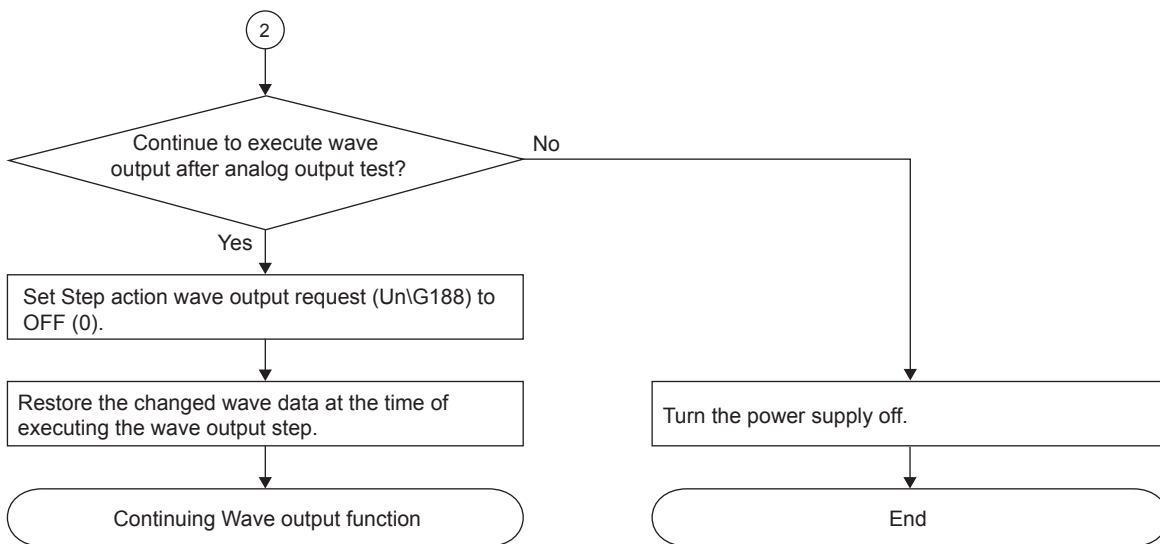 2
Continue to execute wave
output after analog output test?
No
Yes
Set Step action wave output request (Un\G188) to
OFF (0).
Restore the changed wave data at the time of
executing the wave output step.
Turn the power supply off.
Continuing Wave output function
End